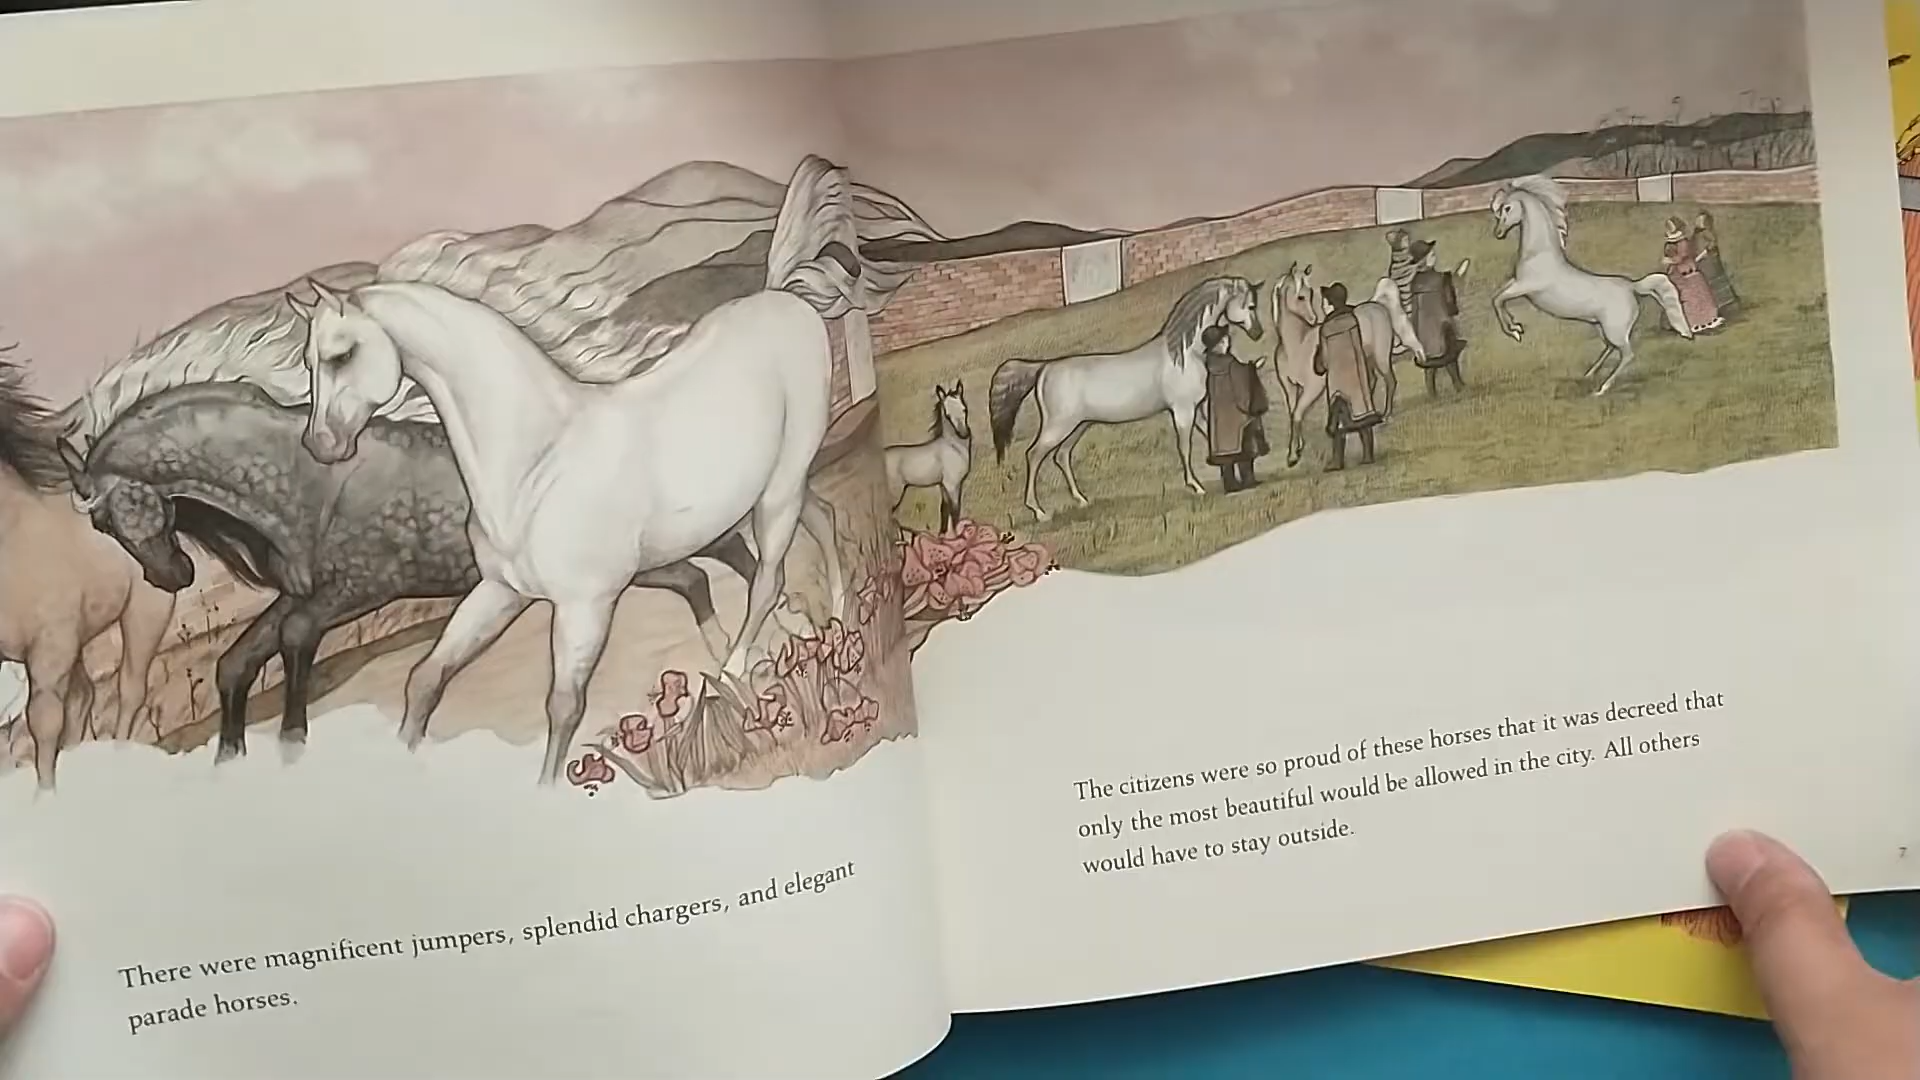 There were magnificent jumpers, splendid chargers, and elegant
parade horses.
The citizens were so proud of these horses that it was decreed that
only the most beautiful would be allowed in the city. All others
would have to stay outside.
7